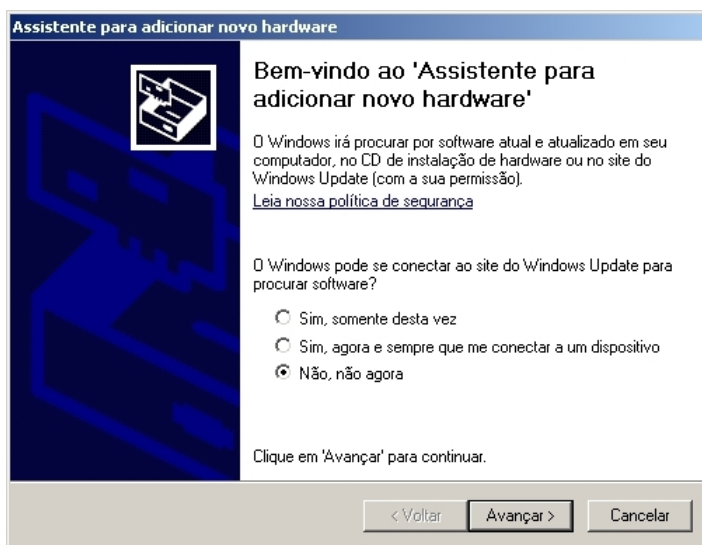 Assistente para adicionar novo hardware
Bem-vindo ao 'Assistente para
adicionar novo hardware'
O Windows irá procurar por software atual e atualizado em seu
computador, no CD de instalação de hardware ou no site do
Windows Update (com a sua permissão).
Leia nossa política de segurança
O Windows pode se conectar ao site do Windows Update para
procurar software?
Sim, somente desta vez
Sim, agora e sempre que me conectar a um dispositivo
Não, não agora
Clique em 'Avançar' para continuar.
< Voltar Avançar > Cancelar